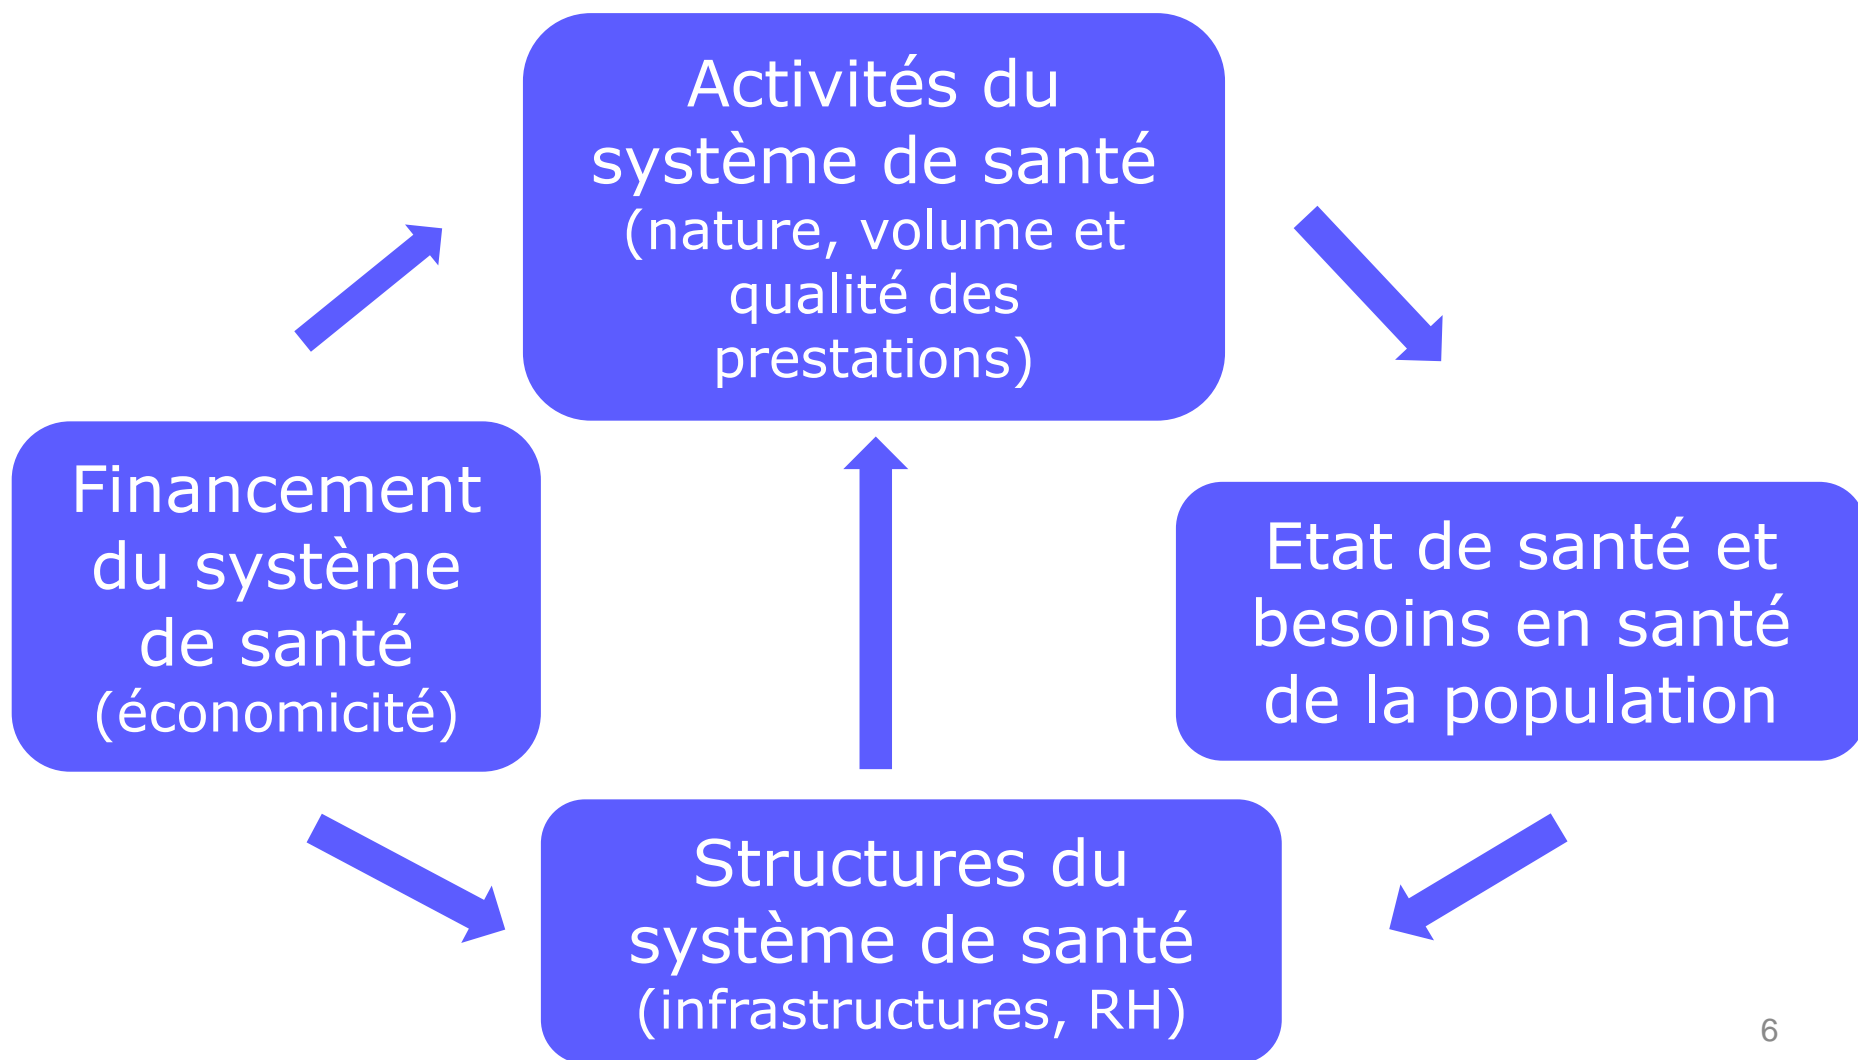 Activités du
système de santé
(nature, volume et
qualité des
prestations)
Financement
du système
de santé
(économicité)
Etat de santé et
besoins en santé
de la population
Structures du
système de santé
(infrastructures, RH)
6